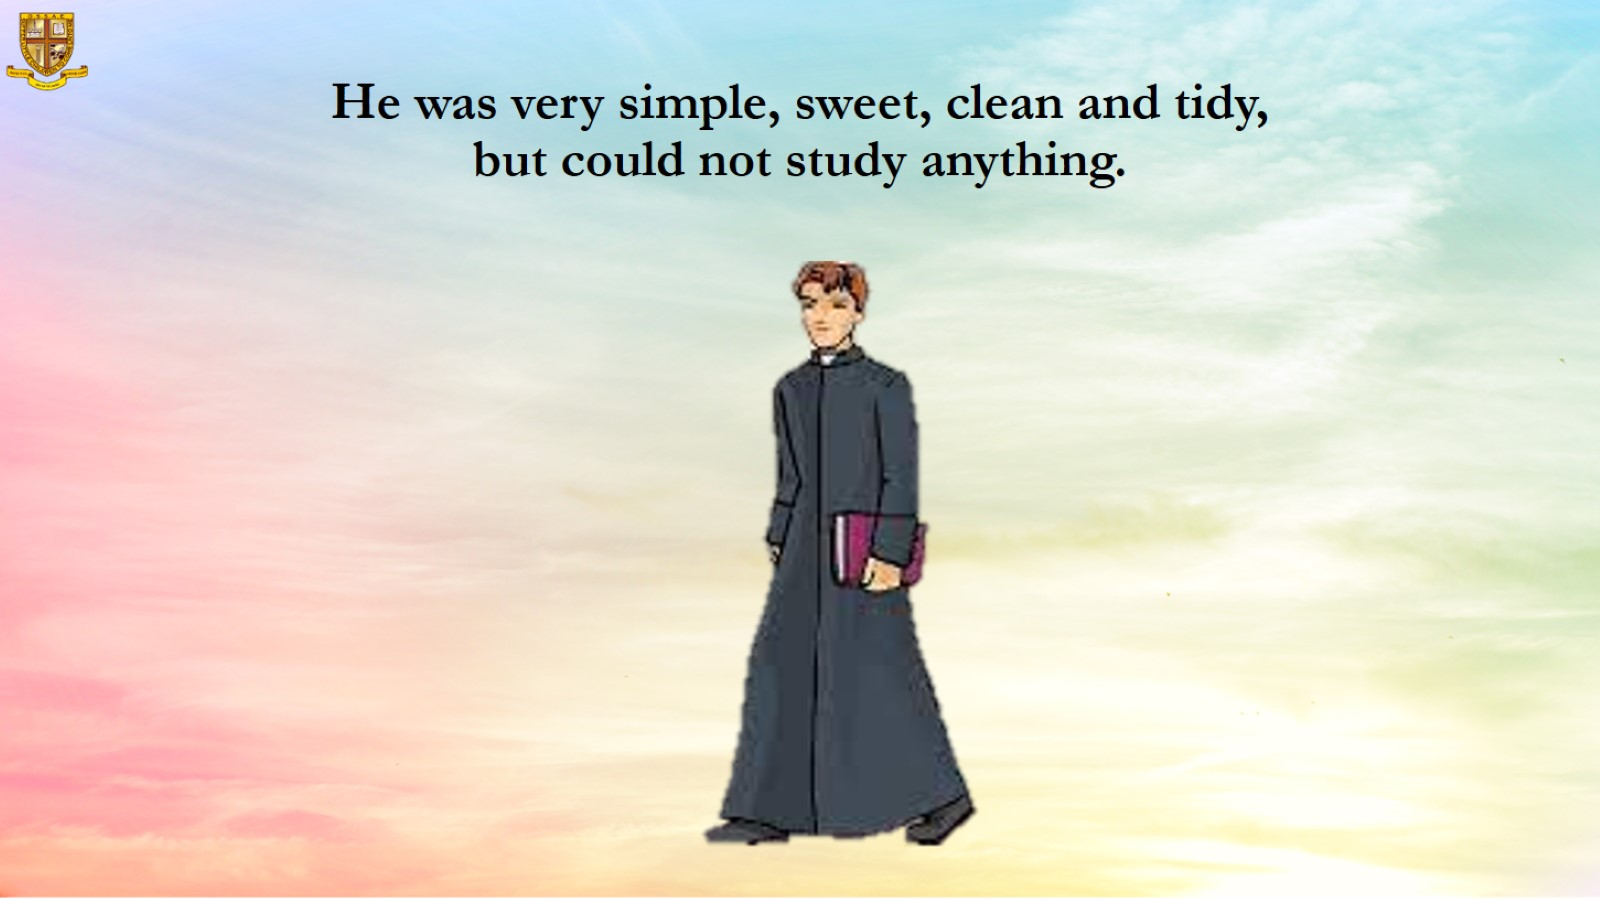 He was very simple, sweet, clean and tidy,
but could not study anything.